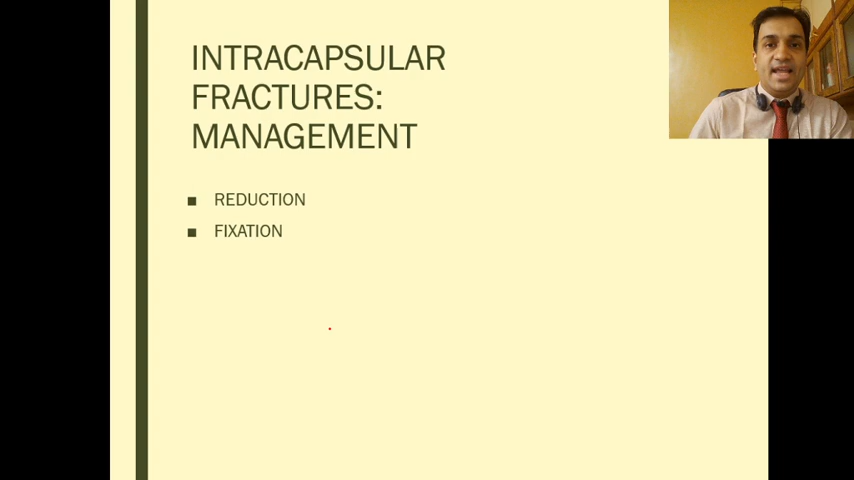 INTRACAPSULAR
FRACTURES:
MANAGEMENT
■ REDUCTION
■ FIXATION